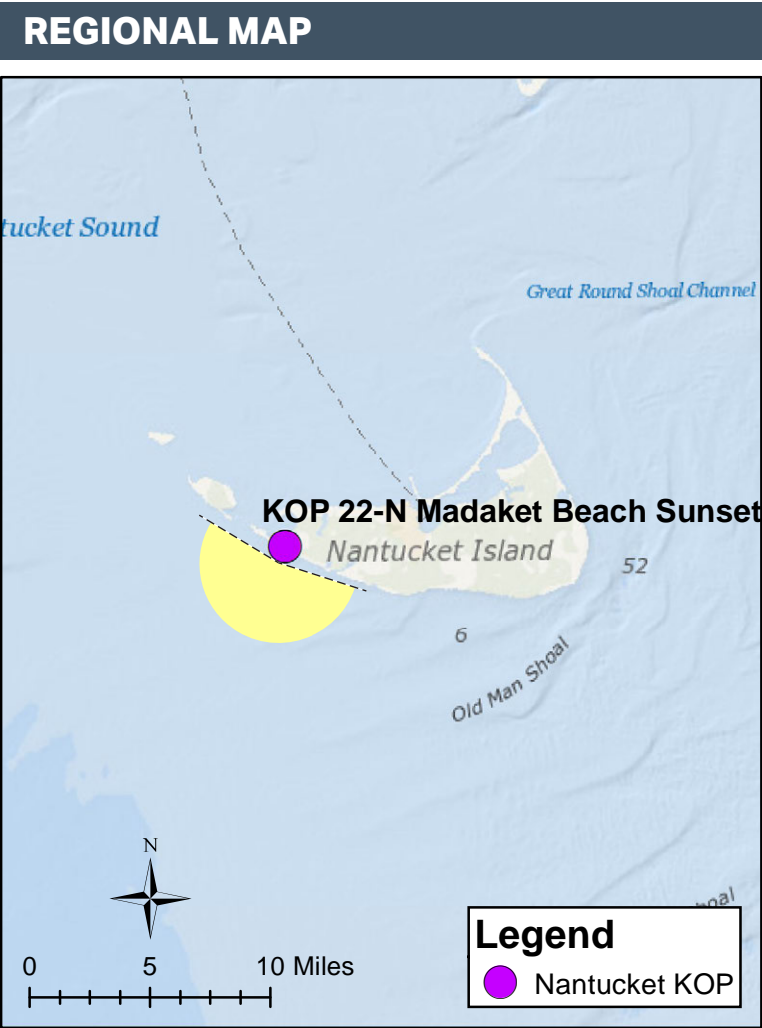 REGIONAL MAP
tucket Sound
Great Round Shoal Channel
KOP 22-N Madaket Beach Sunset
Nantucket Island
52
6
Old Man Shoal
N
oal
0 5 10 Miles
Legend
Nantucket KOP